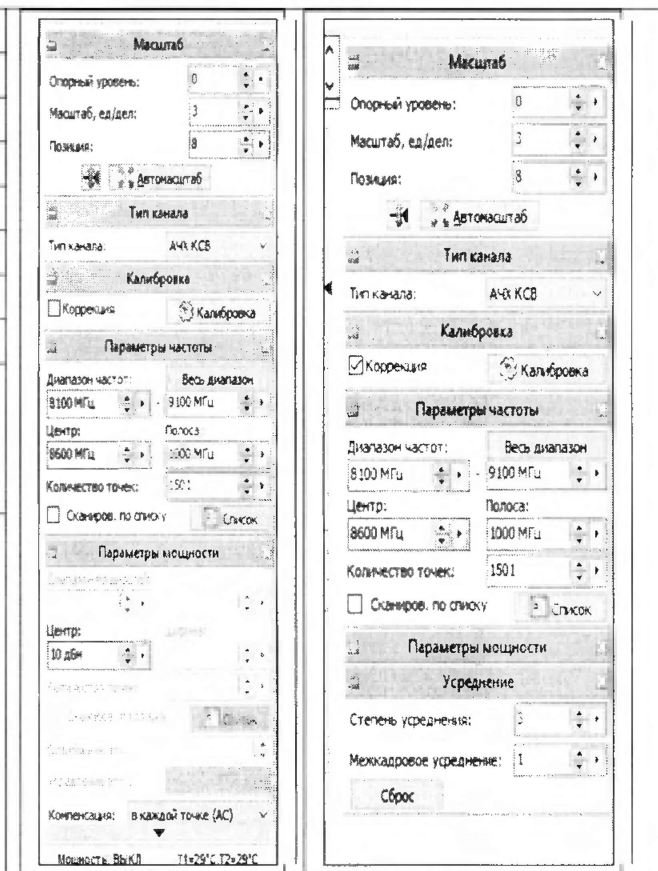 Масштаб
Опорный уровень: 0
Масштаб, ед/дел: 3
Позиция: 8
Автомасштаб
Тип канала
Тип канала: АЧХ КСВ
Калибровка
Коррекция Калибровка
Параметры частоты
Диапазон частот: Весь диапазон
8100 МГц - 9100 МГц
Центр: Полоса:
8600 МГц 1000 МГц
Количество точек: 1501
Сканиров. по списку Список
Параметры мощности
Центр:
10 дБм
Компенсация: в каждой точке (АС)
Мощность ВЫКЛ T1=29°C T2=29°C
Масштаб
Опорный уровень: 0
Масштаб, ед/дел: 3
Позиция: 8
Автомасштаб
Тип канала
Тип канала: АЧХ КСВ
Калибровка
Коррекция Калибровка
Параметры частоты
Диапазон частот: Весь диапазон
8100 МГц - 9100 МГц
Центр: Полоса:
8600 МГц 1000 МГц
Количество точек: 1501
Сканиров. по списку Список
Параметры мощности
Усреднение
Степень усреднения: 3
Межкадровое усреднение: 1
Сброс